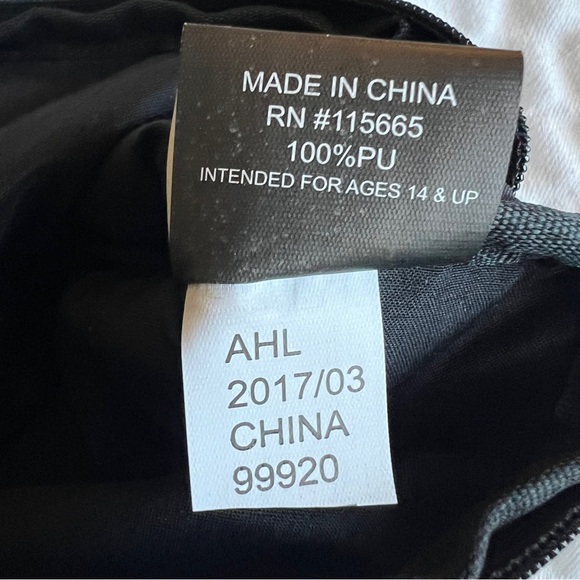 MADE IN CHINA
RN #115665
100%PU
INTENDED FOR AGES 14 & UP
AHL
2017/03
CHINA
99920